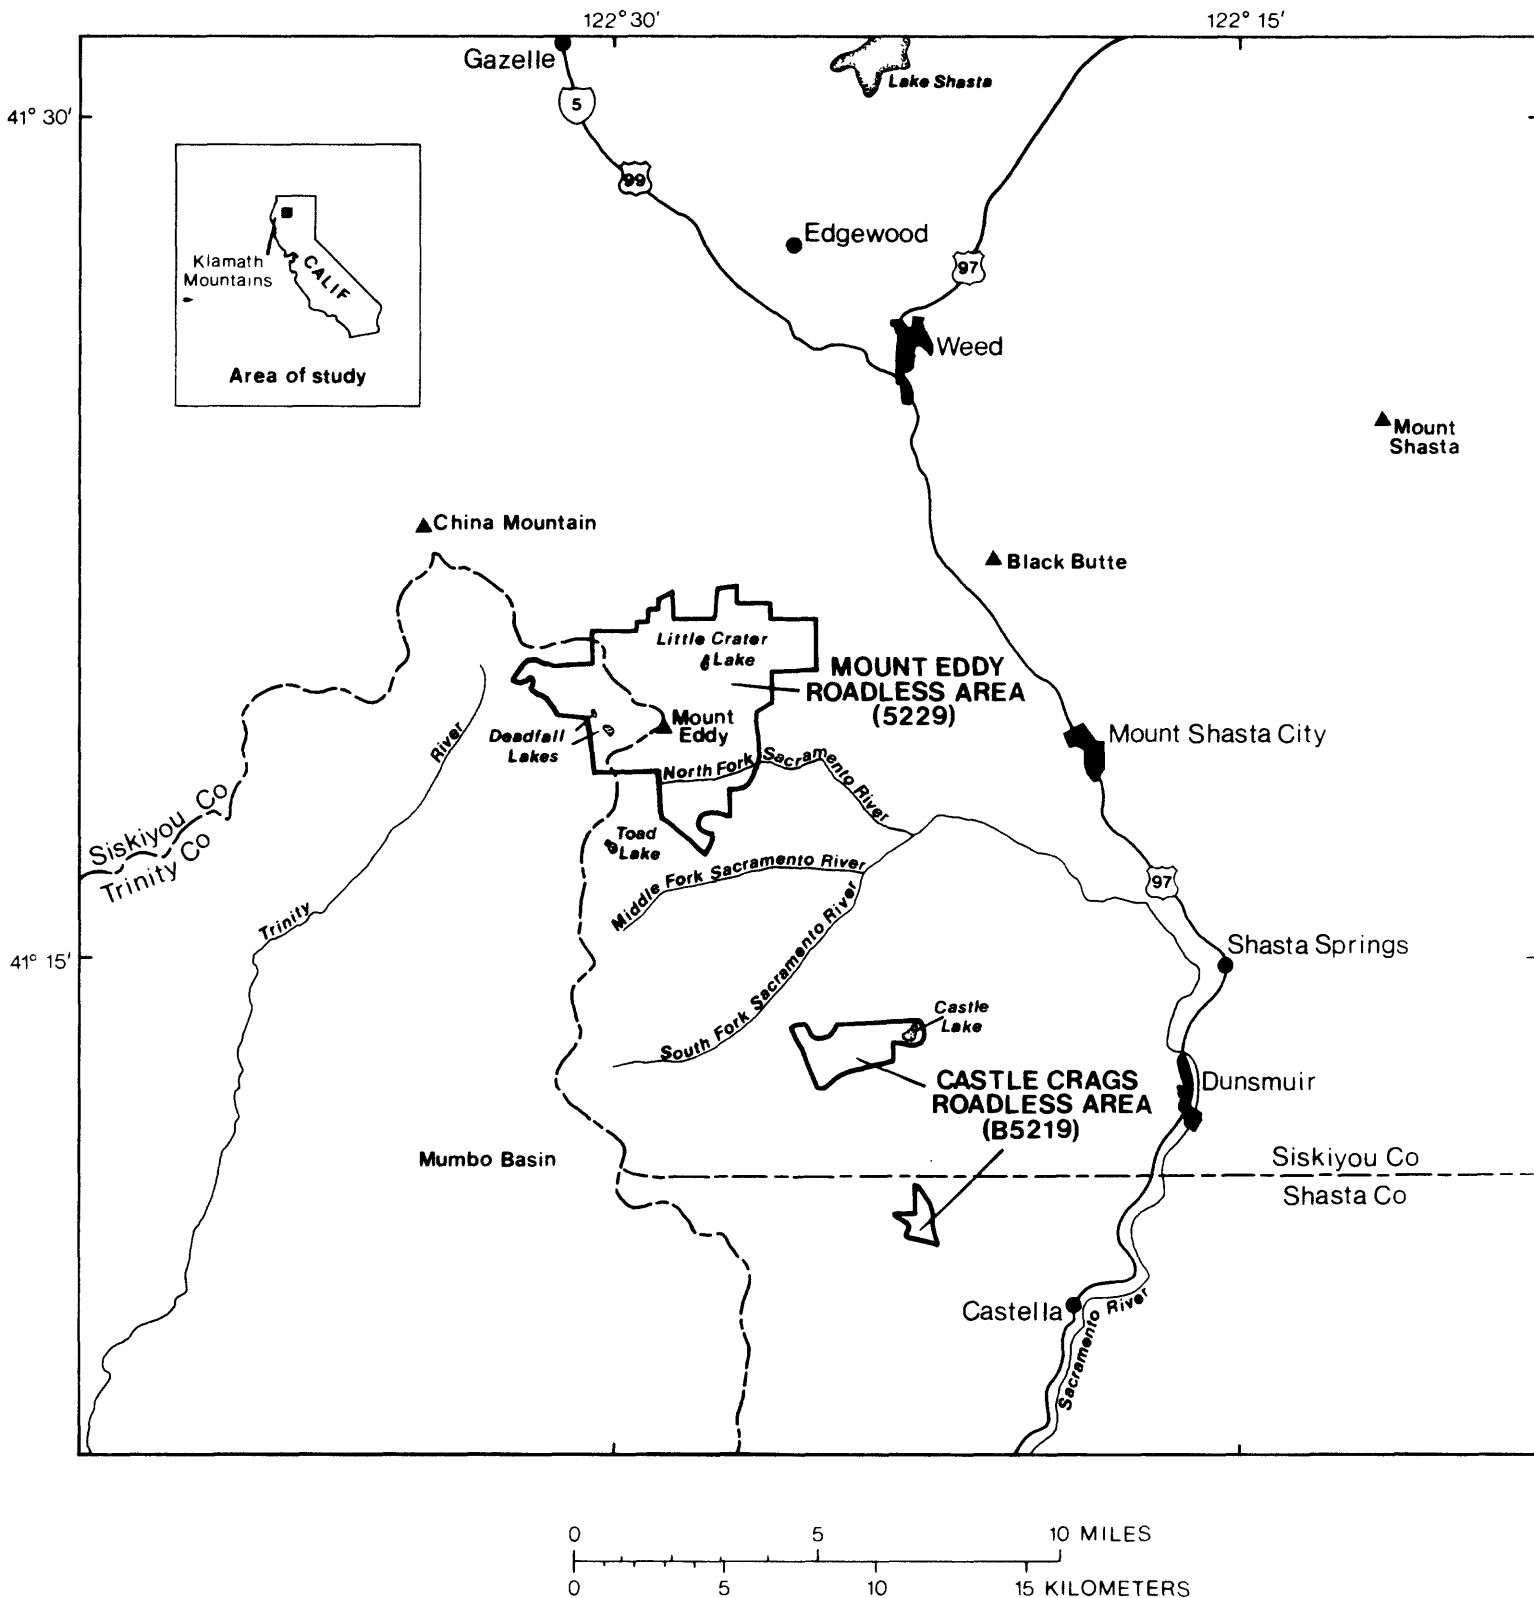 122° 30'
122° 15'
Gazelle
5
Lake Shasta
41° 30'
99
Edgewood
97
Klamath
Mountains
CALIF
Area of study
Weed
Mount
Shasta
China Mountain
Black Butte
Little Crater
Lake
MOUNT EDDY
ROADLESS AREA
(5229)
Mount
Eddy
Deadfall
Lakes
River
Mount Shasta City
North Fork Sacramento River
Siskiyou Co
Trinity Co
Toad
Lake
Middle Fork Sacramento River
97
Trinity
41° 15'
Shasta Springs
South Fork Sacramento River
Castle
Lake
CASTLE CRAGS
ROADLESS AREA
(B5219)
Dunsmuir
Mumbo Basin
Siskiyou Co
Shasta Co
Castella
Sacramento River
0 5 10 MILES
0 5 10 15 KILOMETERS